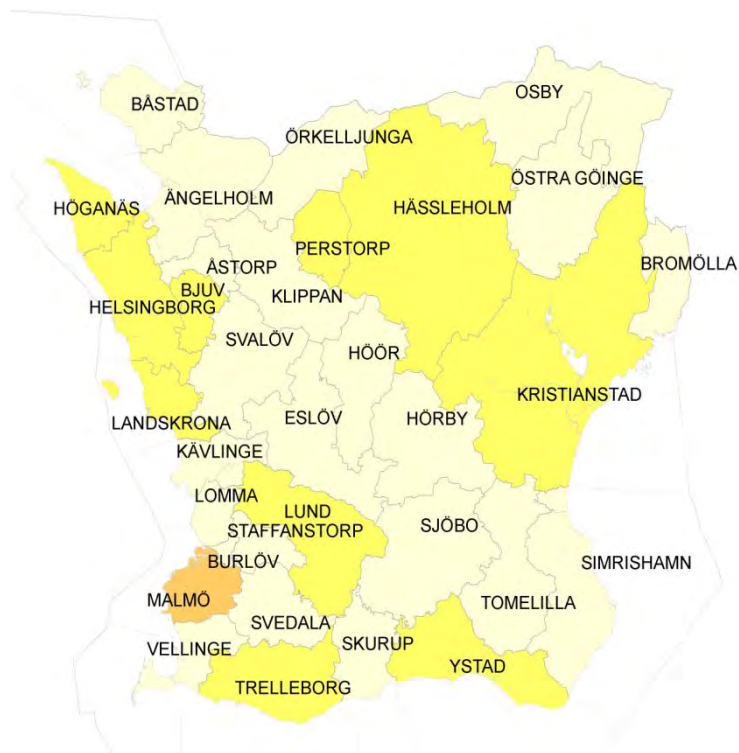 OSBY
BÅSTAD
ÖRKELLJUNGA
ÖSTRA GÖINGE
ÄNGELHOLM
HÄSSLEHOLM
HÖGANÄS
PERSTORP
BROMÖLLA
ÅSTORP
BJUV
KLIPPAN
HELSINGBORG
SVALÖV
HÖÖR
KRISTIANSTAD
LANDSKRONA
ESLÖV
HÖRBY
KÄVLINGE
LOMMA
LUND
SJÖBO
STAFFANSTORP
BURLÖV
SIMRISHAMN
MALMÖ
TOMELILLA
SVEDALA
SKURUP
VELLINGE
YSTAD
TRELLEBORG